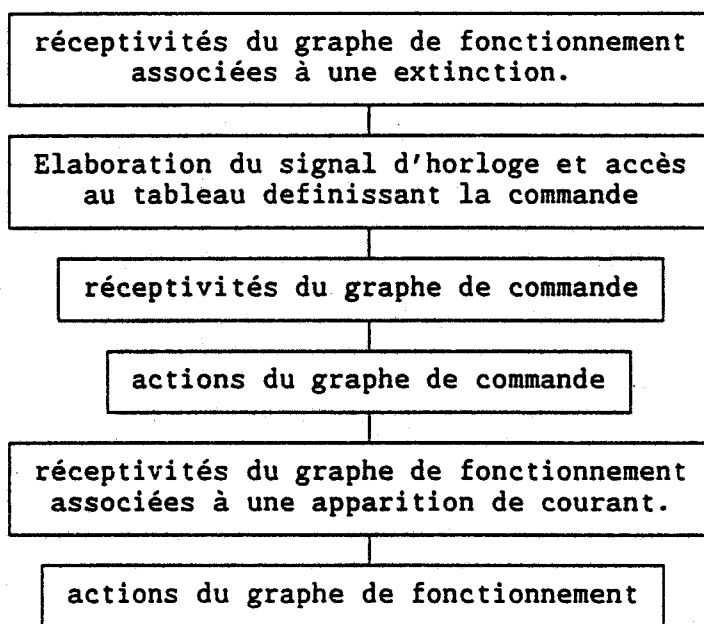 réceptivités du graphe de fonctionnement
associées à une extinction.
Elaboration du signal d'horloge et accès
au tableau definissant la commande
réceptivités du graphe de commande
actions du graphe de commande
réceptivités du graphe de fonctionnement
associées à une apparition de courant.
actions du graphe de fonctionnement